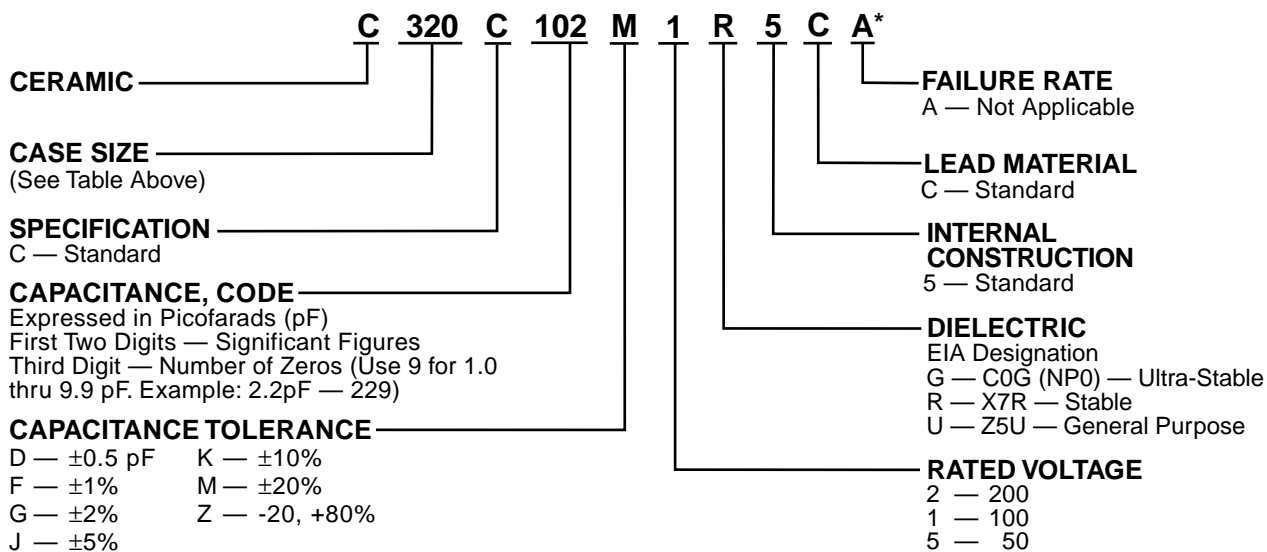 C 320 C 102 M 1 R 5 C A*
CERAMIC
CASE SIZE
(See Table Above)
SPECIFICATION
C — Standard
CAPACITANCE, CODE
Expressed in Picofarads (pF)
First Two Digits — Significant Figures
Third Digit — Number of Zeros (Use 9 for 1.0
thru 9.9 pF. Example: 2.2pF — 229)
CAPACITANCE TOLERANCE
D — ±0.5 pF K — ±10%
F — ±1% M — ±20%
G — ±2% Z — -20, +80%
J — ±5%
FAILURE RATE
A — Not Applicable
LEAD MATERIAL
C — Standard
INTERNAL
CONSTRUCTION
5 — Standard
DIELECTRIC
EIA Designation
G — C0G (NP0) — Ultra-Stable
R — X7R — Stable
U — Z5U — General Purpose
RATED VOLTAGE
2 — 200
1 — 100
5 — 50